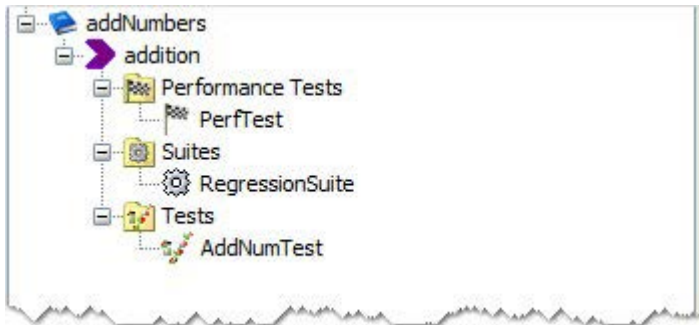 addNumbers
addition
Performance Tests
PerfTest
Suites
RegressionSuite
Tests
AddNumTest